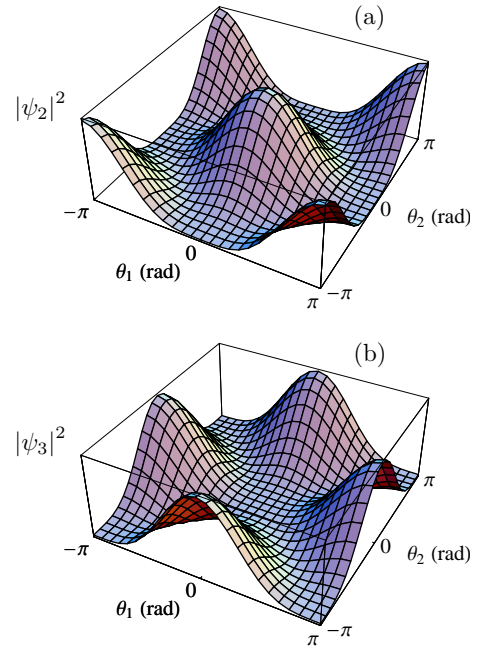 (a)
|ψ₂|²
π
−π
0
θ₂ (rad)
0
θ₁ (rad)
π
−π
(b)
|ψ₃|²
π
−π
0
θ₂ (rad)
0
θ₁ (rad)
π
−π